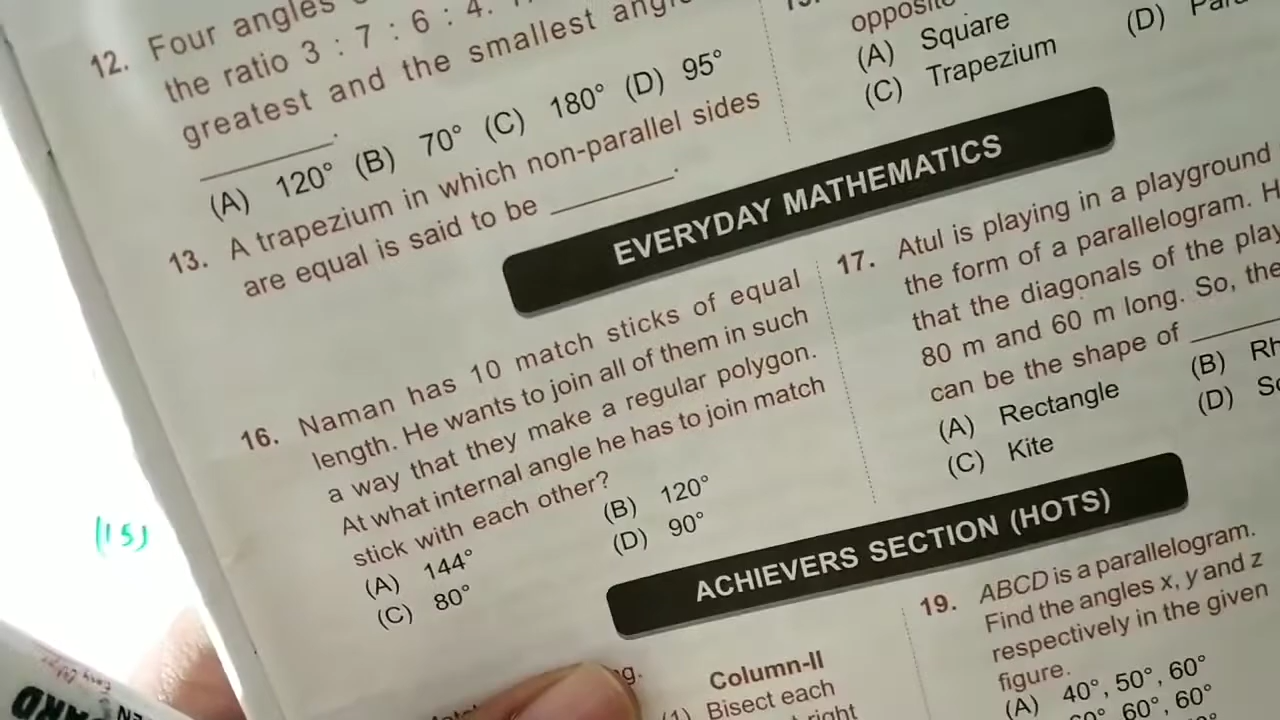 12. Four angles
the ratio 3 : 7 : 6 : 4.
greatest and the smallest
_____.
(A) 120° (B) 70° (C) 180° (D) 95°
13. A trapezium in which non-parallel sides
are equal is said to be _____.
(A) Square
(C) Trapezium
(D)
EVERYDAY MATHEMATICS
16. Naman has 10 match sticks of equal
length. He wants to join all of them in such
a way that they make a regular polygon.
At what internal angle he has to join match
stick with each other?
(A) 144° (B) 120°
(C) 80° (D) 90°
17. Atul is playing in a playground
the form of a parallelogram.
that the diagonals of the
80 m and 60 m long. So, the
can be the shape of _____
(A) Rectangle (B)
(C) Kite (D)
(15)
ACHIEVERS SECTION (HOTS)
Column-II
(1) Bisect each
right
19. ABCD is a parallelogram.
Find the angles x, y and z
respectively in the given
figure.
(A) 40°, 50°, 60°
60°, 60°